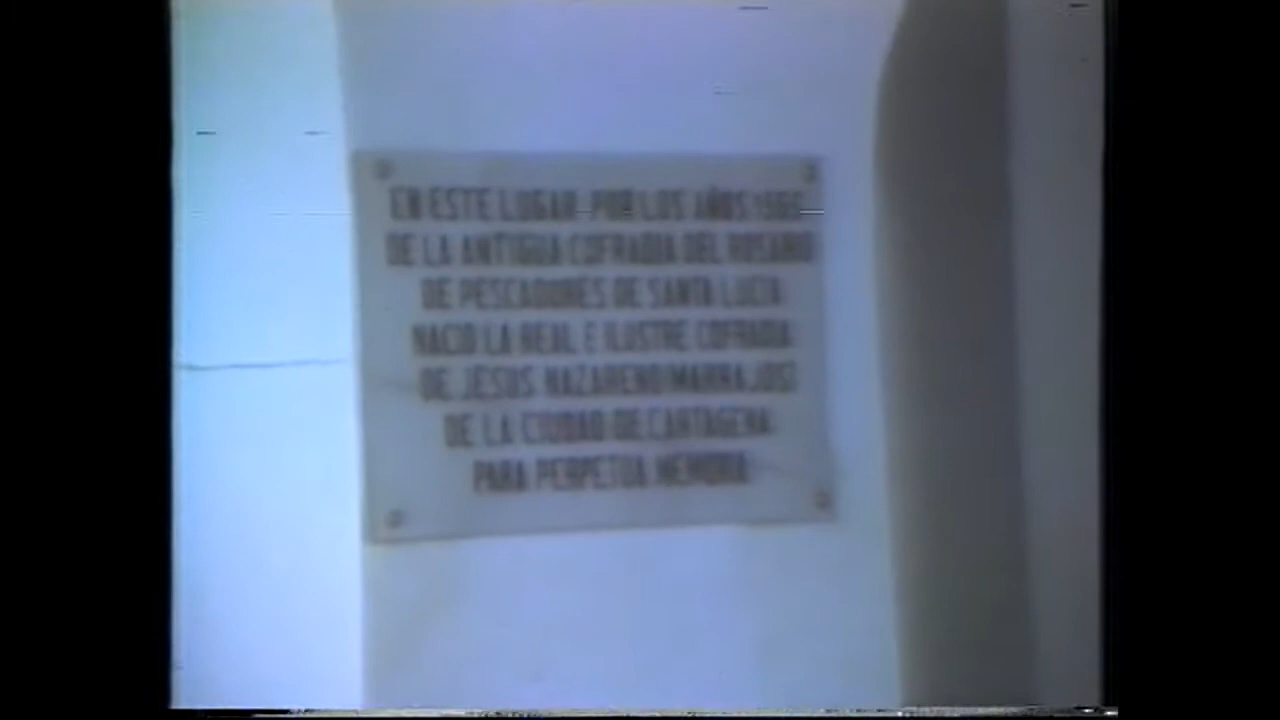 EN ESTE LUGAR POR LOS AÑOS
DE LA ANTIGUA COFRADIA DEL ROSARIO
DE PESCADORES DE SANTA LUCIA
NACIO LA REAL E ILUSTRE COFRADIA
DE JESUS NAZARENO (MARRAJOS)
DE LA CIUDAD DE CARTAGENA
PARA PERPETUA MEMORIA